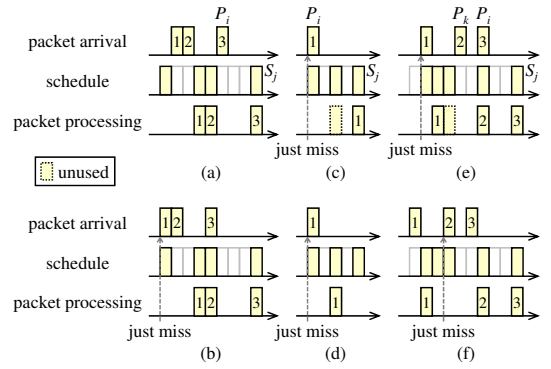 P_i P_i P_k P_i
packet arrival 1 2 3 1 1 2 3
schedule S_j S_j S_j
packet processing 1 2 3 1 1 2 3
just miss just miss
(a) (c) (e)
unused
packet arrival 1 2 3 1 1 2 3
schedule
packet processing 1 2 3 1 1 2 3
just miss just miss just miss
(b) (d) (f)